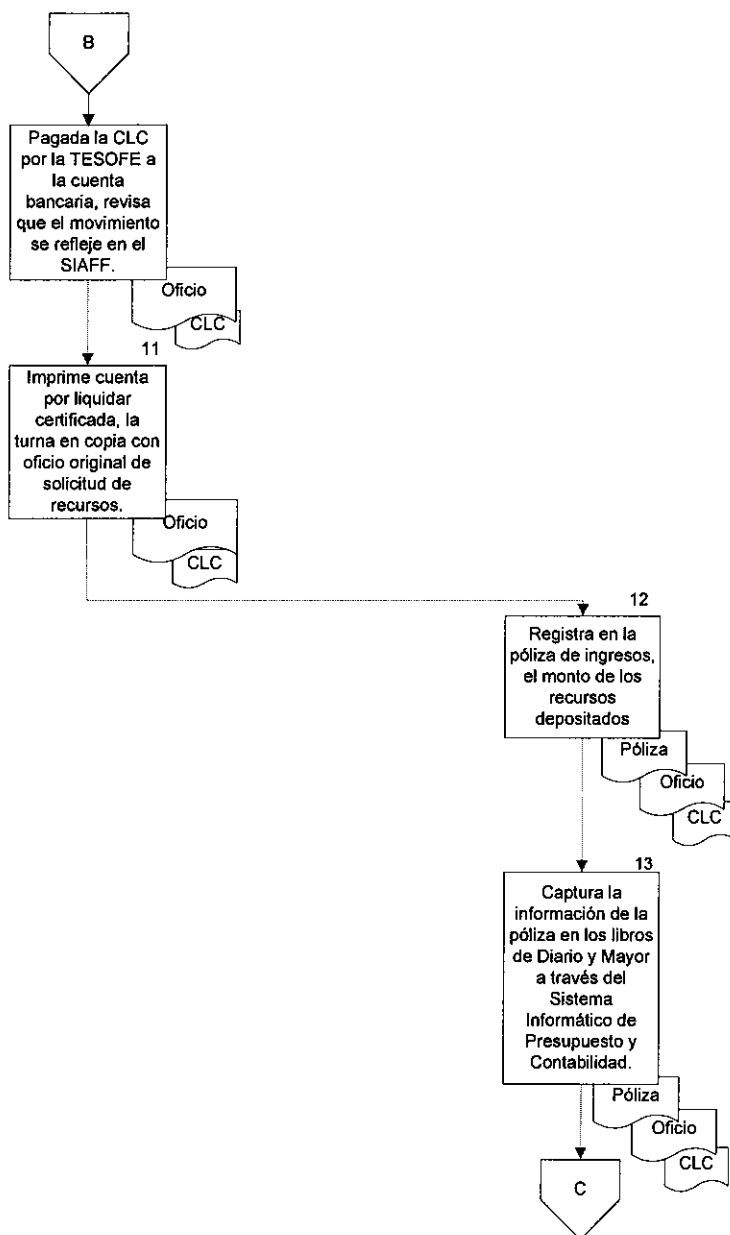 B
Pagada la CLC
por la TESOFE a
la cuenta
bancaria, revisa
que el movimiento
se refleje en el
SIAFF.
Oficio
CLC
11
Imprime cuenta
por liquidar
certificada, la
turna en copia con
oficio original de
solicitud de
recursos.
Oficio
CLC
12
Registra en la
póliza de ingresos,
el monto de los
recursos
depositados
Póliza
Oficio
CLC
13
Captura la
información de la
póliza en los libros
de Diario y Mayor
a través del
Sistema
Informático de
Presupuesto y
Contabilidad.
Póliza
Oficio
CLC
C